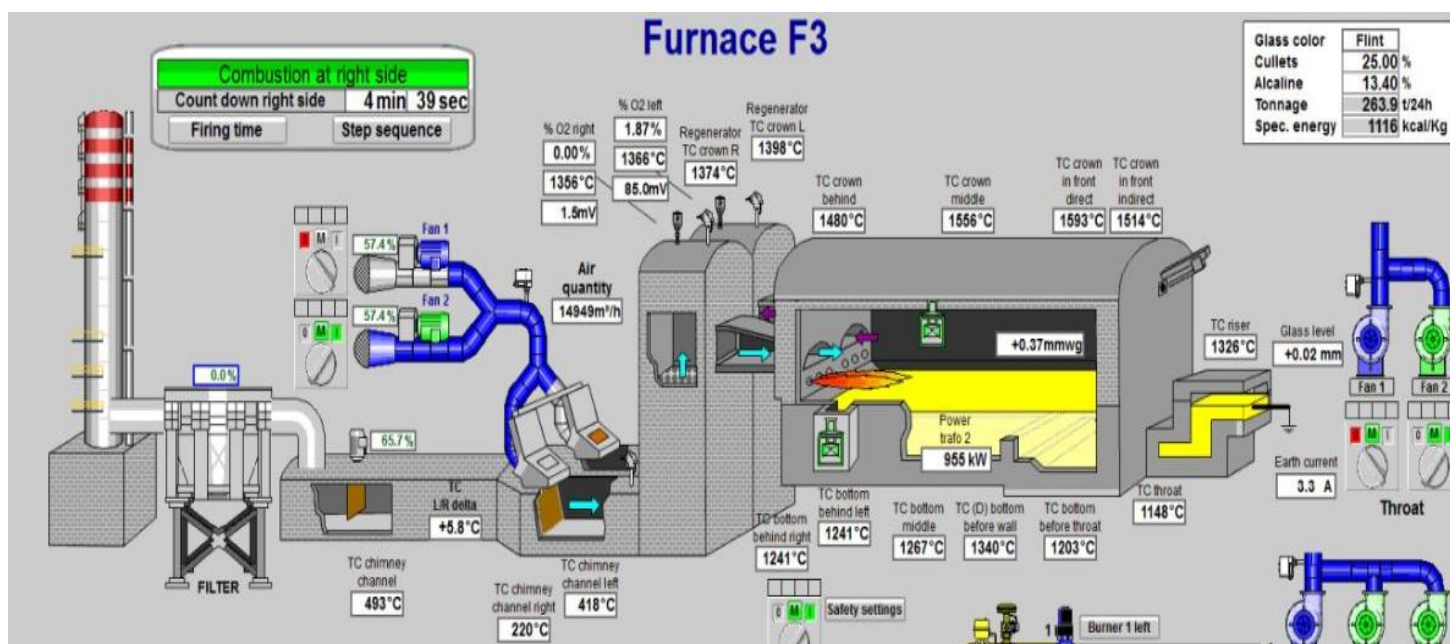 Furnace F3
Combustion at right side
Count down right side 4 min 39 sec
Firing time Step sequence
Glass color Flint
Cullets 25.00 %
Alcaline 13.40 %
Tonnage 263.9 t/24h
Spec. energy 1116 kcal/Kg
% O2 right
0.00%
1356°C
1.5mV
% O2 left
1.87%
1366°C
85.0mV
Regenerator
TC crown R
1374°C
Regenerator
TC crown L
1398°C
TC crown
behind
1480°C
TC crown
middle
1556°C
TC crown
in front
direct
1593°C
TC crown
in front
indirect
1514°C
0 M I
57.4%
Fan 1
0 M I
57.4%
Fan 2
Air
quantity
14949m³/h
+0.37mmwg
TC riser
1326°C
Glass level
+0.02 mm
Fan 1
Fan 2
0 M I
0 M I
Throat
Earth current
3.3 A
0.0%
65.7%
FILTER
TC
L/R delta
+5.8°C
Power
trafo 2
955 kW
TC chimney
channel
493°C
TC chimney
channel right
220°C
TC chimney
channel left
418°C
TC bottom
behind right
1241°C
TC bottom
behind left
1241°C
TC bottom
middle
1267°C
TC (D) bottom
before wall
1340°C
TC bottom
before throat
1203°C
TC throat
1148°C
0 M I
Safety settings
1
Burner 1 left